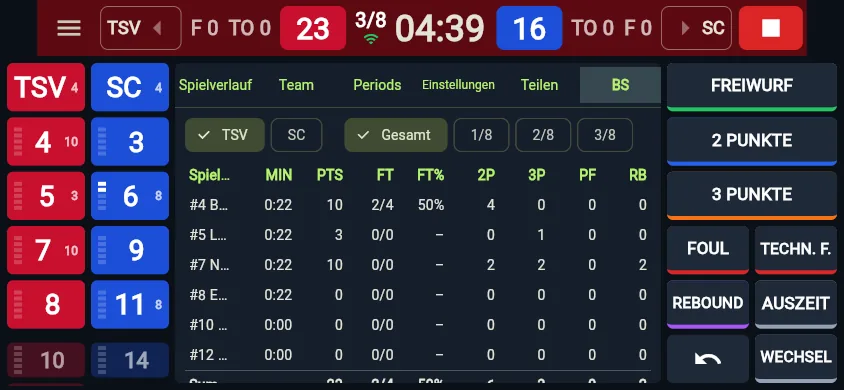 TSV F 0 TO 0 23 3/8 04:39 16 TO 0 F 0 SC
TSV 4 SC 4
4 10 3
5 3 6 8
7 10 9
8 11 8
10 14
Spielverlauf Team Periods Einstellungen Teilen BS
TSV SC Gesamt 1/8 2/8 3/8
Spiel... MIN PTS FT FT% 2P 3P PF RB
#4 B... 0:22 10 2/4 50% 4 0 0 0
#5 L... 0:22 3 0/0 – 0 1 0 0
#7 N... 0:22 10 0/0 – 2 2 0 2
#8 E... 0:22 0 0/0 – 0 0 0 0
#10 ... 0:00 0 0/0 – 0 0 0 0
#12 ... 0:00 0 0/0 – 0 0 0 0
FREIWURF
2 PUNKTE
3 PUNKTE
FOUL TECHN. F.
REBOUND AUSZEIT
WECHSEL